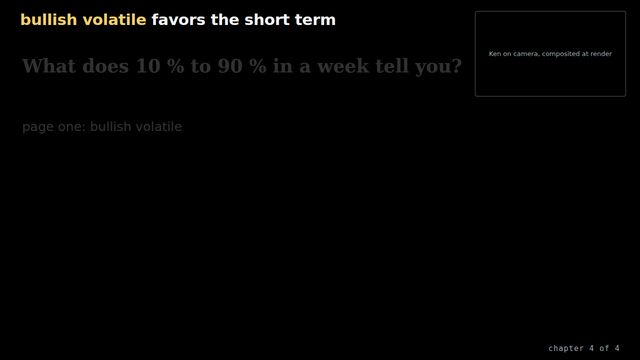 bullish volatile favors the short term
Ken on camera, composited at render
What does 10 % to 90 % in a week tell you?
page one: bullish volatile
chapter 4 of 4